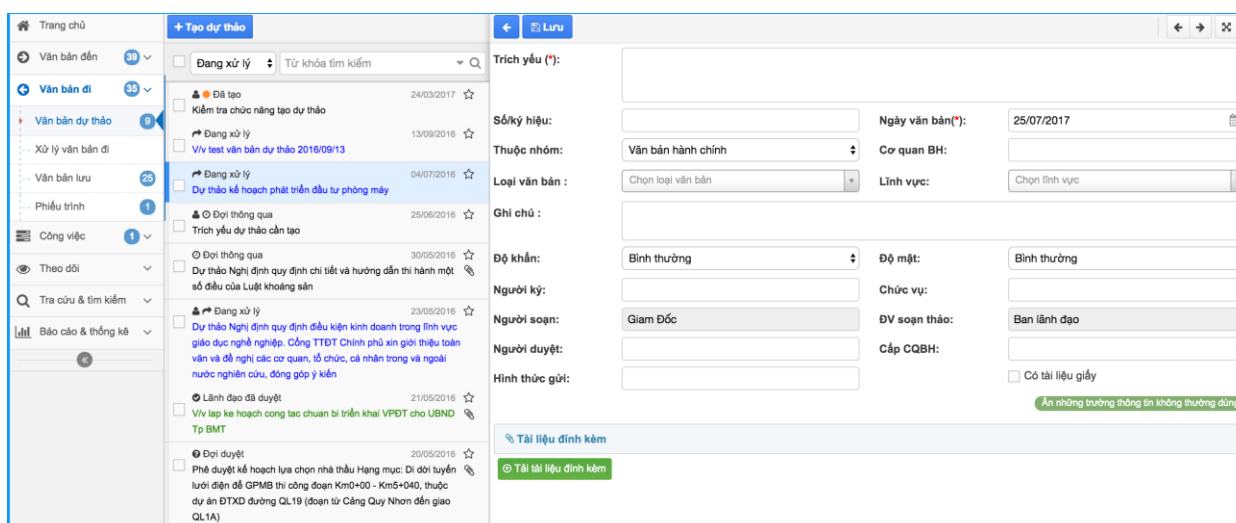 Trang chủ
Văn bản đến 39
Văn bản đi 35
Văn bản dự thảo 9
Xử lý văn bản đi
Văn bản lưu 25
Phiếu trình 1
Công việc 1
Theo dõi
Tra cứu & tìm kiếm
Báo cáo & thống kê
+ Tạo dự thảo
Đang xử lý Từ khóa tìm kiếm
Đã tạo 24/03/2017
Kiểm tra chức năng tạo dự thảo
Đang xử lý 13/09/2016
V/v test văn bản dự thảo 2016/09/13
Đang xử lý 04/07/2016
Dự thảo kế hoạch phát triển đầu tư phòng máy
Đợi thông qua 25/06/2016
Trích yếu dự thảo cần tạo
Đợi thông qua 30/05/2016
Dự thảo Nghị định quy định chi tiết và hướng dẫn thi hành một
số điều của Luật khoáng sản
Đang xử lý 23/05/2016
Dự thảo Nghị định quy định điều kiện kinh doanh trong lĩnh vực
giáo dục nghề nghiệp. Cổng TTĐT Chính phủ xin giới thiệu toàn
văn và đề nghị các cơ quan, tổ chức, cá nhân trong và ngoài
nước nghiên cứu, đóng góp ý kiến
Lãnh đạo đã duyệt 21/05/2016
V/v lap ke hoạch cong tac chuan bi triển khai VPĐT cho UBND
Tp BMT
Đợi duyệt 20/05/2016
Phê duyệt kế hoạch lựa chọn nhà thầu Hạng mục: Di dời tuyến
lưới điện để GPMB thi công đoạn Km0+00 - Km5+040, thuộc
dự án ĐTXD đường QL19 (đoạn từ Cảng Quy Nhơn đến giao
QL1A)
Lưu
Trích yếu (*):
Số/ký hiệu: Ngày văn bản(*): 25/07/2017
Thuộc nhóm: Văn bản hành chính Cơ quan BH:
Loại văn bản : Chọn loại văn bản Lĩnh vực: Chọn lĩnh vực
Ghi chú :
Độ khẩn: Bình thường Độ mật: Bình thường
Người ký: Chức vụ:
Người soạn: Giam Đốc ĐV soạn thảo: Ban lãnh đạo
Người duyệt: Cấp CQBH:
Hình thức gửi: Có tài liệu giấy
Ẩn những trường thông tin không thường dùng
Tài liệu đính kèm
Tải tài liệu đính kèm